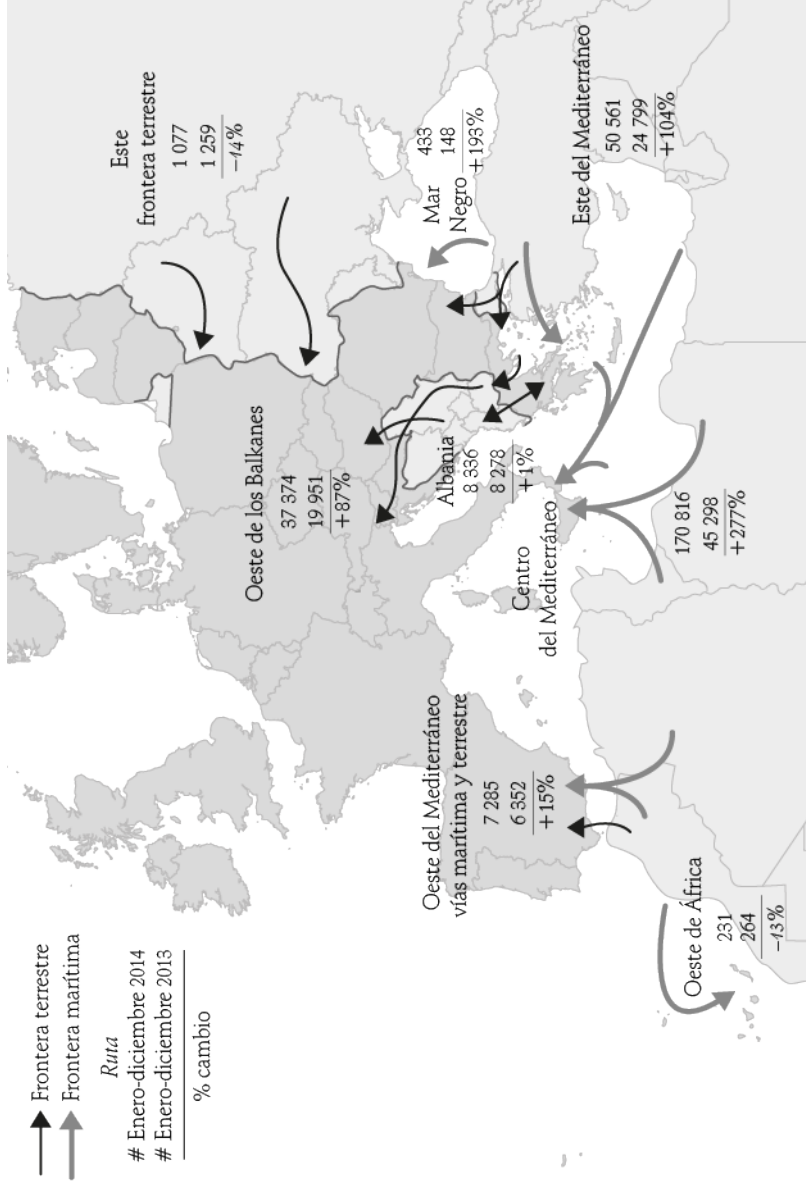 Frontera terrestre
Frontera marítima
Ruta
# Enero-diciembre 2014
# Enero-diciembre 2013
% cambio
Este
frontera terrestre
1 077
1 259
–14%
Oeste de los Balkanes
37 374
19 951
+87%
Mar
Negro
433
148
+193%
Albania
8 336
8 278
+1%
Este del Mediterráneo
50 561
24 799
+104%
Centro
del Mediterráneo
170 816
45 298
+277%
Oeste del Mediterráneo
vías marítima y terrestre
7 285
6 352
+15%
Oeste de África
231
264
–13%